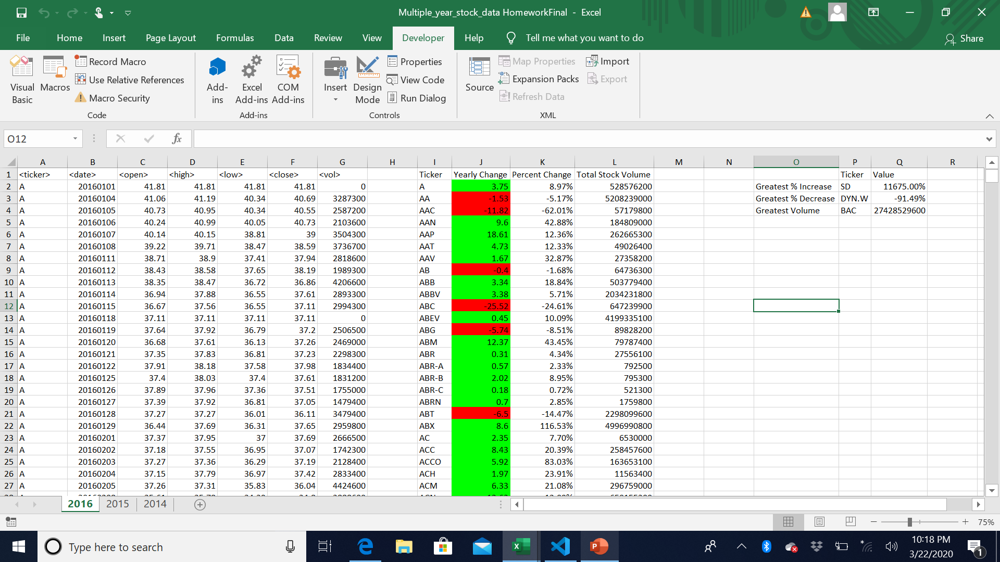 Multiple_year_stock_data HomeworkFinal - Excel
File Home Insert Page Layout Formulas Data Review View Developer Help Tell me what you want to do Share
Visual Basic
Macros
Record Macro
Use Relative References
Macro Security
Code
Add-ins
Excel Add-ins
COM Add-ins
Add-ins
Insert
Design Mode
Properties
View Code
Run Dialog
Controls
Source
Map Properties
Expansion Packs
Refresh Data
Import
Export
XML
O12 fx
A B C D E F G H I J K L M N O P Q R
1 <ticker> <date> <open> <high> <low> <close> <vol> Ticker Yearly Change Percent Change Total Stock Volume Ticker Value
2 A 20160101 41.81 41.81 41.81 41.81 0 A 3.75 8.97% 528576200 Greatest % Increase SD 11675.00%
3 A 20160104 41.06 41.19 40.34 40.69 3287300 AA -1.53 -5.17% 5208239000 Greatest % Decrease DYN.W -91.49%
4 A 20160105 40.73 40.95 40.34 40.55 2587200 AAC -11.82 -62.01% 57179800 Greatest Volume BAC 27428529600
5 A 20160106 40.24 40.99 40.05 40.73 2103600 AAN 9.6 42.88% 184809000
6 A 20160107 40.14 40.15 38.81 39 3504300 AAP 18.61 12.36% 262665300
7 A 20160108 39.22 39.71 38.47 38.59 3736700 AAT 4.73 12.33% 49026400
8 A 20160111 38.71 38.9 37.41 37.94 2818600 AAV 1.67 32.87% 27358200
9 A 20160112 38.43 38.58 37.65 38.19 1989300 AB -0.4 -1.68% 64736300
10 A 20160113 38.35 38.47 36.72 36.86 4206600 ABB 3.34 18.84% 503779400
11 A 20160114 36.94 37.88 36.55 37.61 2893300 ABBV 3.38 5.71% 2034231800
12 A 20160115 36.67 37.56 36.55 37.11 2994300 ABC -25.52 -24.61% 647239900
13 A 20160118 37.11 37.11 37.11 37.11 0 ABEV 0.45 10.09% 4199335100
14 A 20160119 37.64 37.92 36.79 37.2 2506500 ABG -5.74 -8.51% 89828200
15 A 20160120 36.68 37.61 36.13 37.26 2469000 ABM 12.37 43.45% 79787400
16 A 20160121 37.35 37.83 36.81 37.23 2298300 ABR 0.31 4.34% 27556100
17 A 20160122 37.91 38.18 37.58 37.98 1834400 ABR-A 0.57 2.33% 792500
18 A 20160125 37.4 38.03 37.4 37.61 1831200 ABR-B 2.02 8.95% 795300
19 A 20160126 37.89 37.96 37.36 37.51 1755000 ABR-C 0.18 0.72% 521300
20 A 20160127 37.39 37.92 36.81 37.05 1479400 ABRN 0.7 2.85% 1759800
21 A 20160128 37.27 37.27 36.01 36.11 3479400 ABT -6.5 -14.47% 2298099600
22 A 20160129 36.44 37.69 36.31 37.65 2959800 ABX 8.6 116.53% 4996990800
23 A 20160201 37.37 37.95 37 37.69 2666500 AC 2.35 7.70% 6530000
24 A 20160202 37.18 37.55 36.95 37.07 1742300 ACC 8.43 20.39% 258457600
25 A 20160203 37.27 37.36 36.29 37.19 2128400 ACCO 5.92 83.03% 163653100
26 A 20160204 37.15 37.79 36.97 37.42 2833400 ACH 1.97 23.91% 11563400
27 A 20160205 37.26 37.31 35.83 36.04 4424600 ACM 6.33 21.08% 296759000
2016 2015 2014
75%
Type here to search
10:18 PM
3/22/2020
1